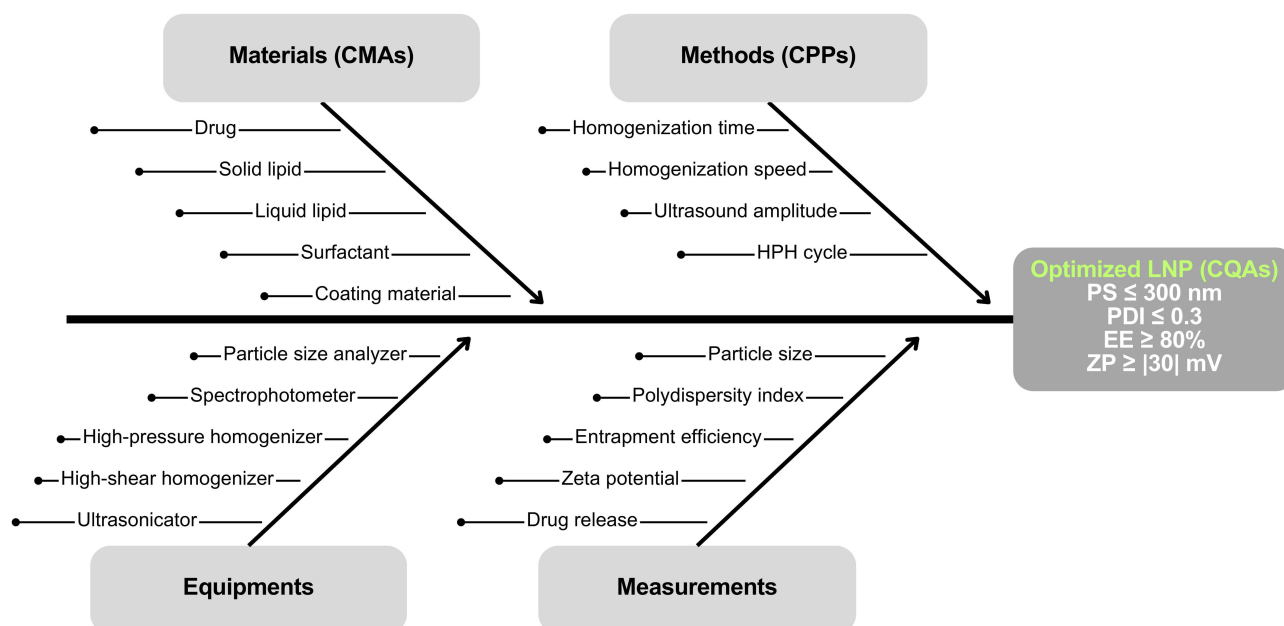 Materials (CMAs)
Methods (CPPs)
Drug
Solid lipid
Liquid lipid
Surfactant
Coating material
Homogenization time
Homogenization speed
Ultrasound amplitude
HPH cycle
Optimized LNP (CQAs)
PS ≤ 300 nm
PDI ≤ 0.3
EE ≥ 80%
ZP ≥ |30| mV
Particle size analyzer
Spectrophotometer
High-pressure homogenizer
High-shear homogenizer
Ultrasonicator
Particle size
Polydispersity index
Entrapment efficiency
Zeta potential
Drug release
Equipments
Measurements